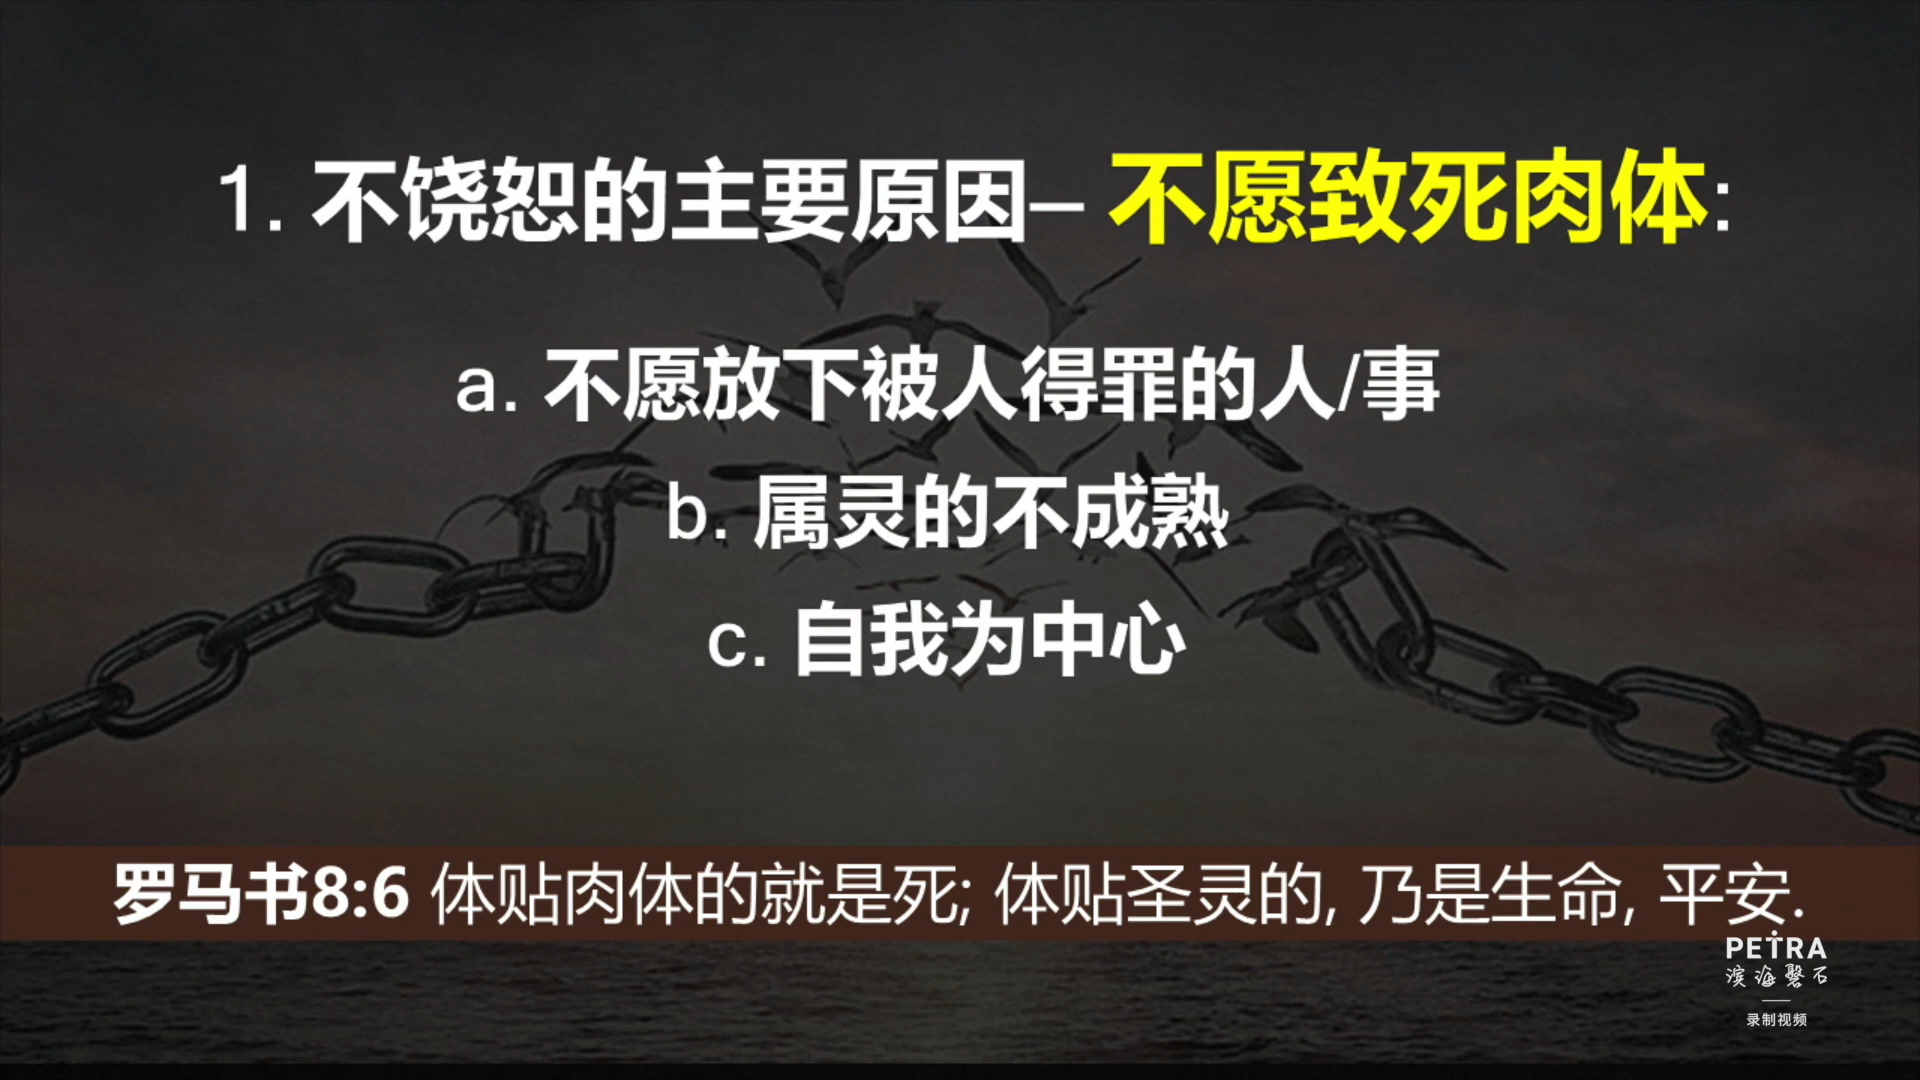 1. 不饶恕的主要原因– 不愿致死肉体:
a. 不愿放下被人得罪的人/事
b. 属灵的不成熟
c. 自我为中心
罗马书8:6 体贴肉体的就是死; 体贴圣灵的, 乃是生命, 平安.
PETRA
滨海磐石
录制视频